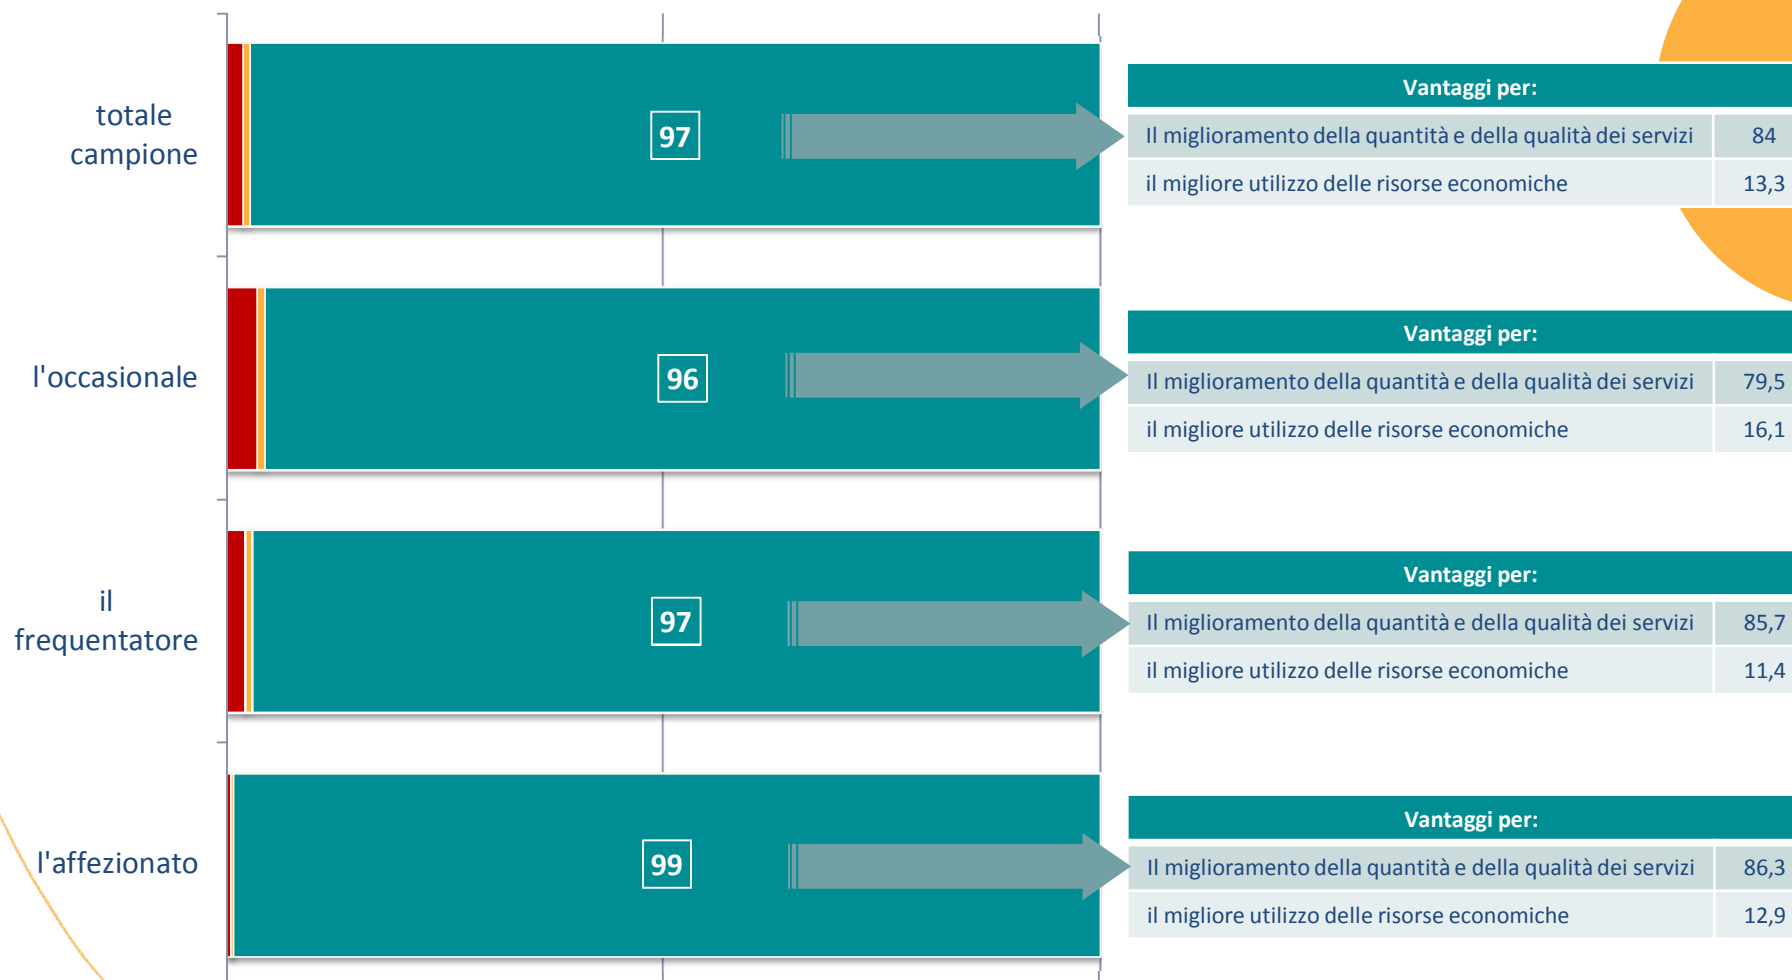 totale
campione
97
Vantaggi per:
Il miglioramento della quantità e della qualità dei servizi 84
il migliore utilizzo delle risorse economiche 13,3
l'occasionale
96
Vantaggi per:
Il miglioramento della quantità e della qualità dei servizi 79,5
il migliore utilizzo delle risorse economiche 16,1
il
frequentatore
97
Vantaggi per:
Il miglioramento della quantità e della qualità dei servizi 85,7
il migliore utilizzo delle risorse economiche 11,4
l'affezionato
99
Vantaggi per:
Il miglioramento della quantità e della qualità dei servizi 86,3
il migliore utilizzo delle risorse economiche 12,9